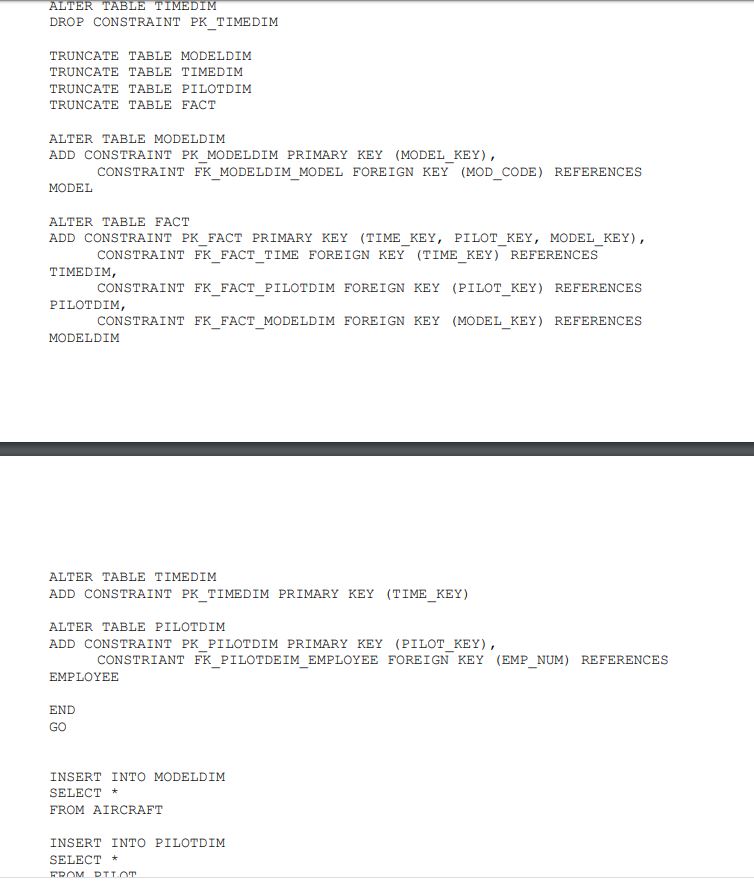 ALTER TABLE TIMEDIM
DROP CONSTRAINT PK_TIMEDIM
TRUNCATE TABLE MODELDIM
TRUNCATE TABLE TIMEDIM
TRUNCATE TABLE PILOTDIM
TRUNCATE TABLE FACT
ALTER TABLE MODELDIM
ADD CONSTRAINT PK_MODELDIM PRIMARY KEY (MODEL_KEY),
CONSTRAINT FK_MODELDIM_MODEL FOREIGN KEY (MOD_CODE) REFERENCES
MODEL
ALTER TABLE FACT
ADD CONSTRAINT PK_FACT PRIMARY KEY (TIME_KEY, PILOT_KEY, MODEL_KEY),
CONSTRAINT FK_FACT_TIME FOREIGN KEY (TIME_KEY) REFERENCES
TIMEDIM,
CONSTRAINT FK_FACT_PILOTDIM FOREIGN KEY (PILOT_KEY) REFERENCES
PILOTDIM,
CONSTRAINT FK_FACT_MODELDIM FOREIGN KEY (MODEL_KEY) REFERENCES
MODELDIM
ALTER TABLE TIMEDIM
ADD CONSTRAINT PK_TIMEDIM PRIMARY KEY (TIME_KEY)
ALTER TABLE PILOTDIM
ADD CONSTRAINT PK_PILOTDIM PRIMARY KEY (PILOT_KEY),
CONSTRIANT FK_PILOTDEIM_EMPLOYEE FOREIGN KEY (EMP_NUM) REFERENCES
EMPLOYEE
END
GO
INSERT INTO MODELDIM
SELECT *
FROM AIRCRAFT
INSERT INTO PILOTDIM
SELECT *
FROM PILOT